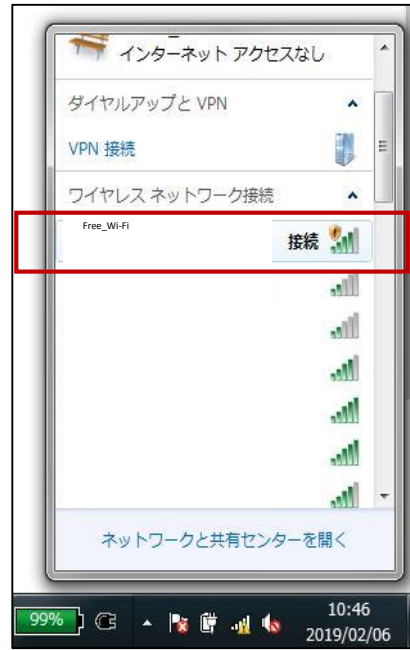 インターネット アクセスなし
ダイヤルアップと VPN
VPN 接続
ワイヤレス ネットワーク接続
Free_Wi-Fi
接続
ネットワークと共有センターを開く
99%
10:46
2019/02/06